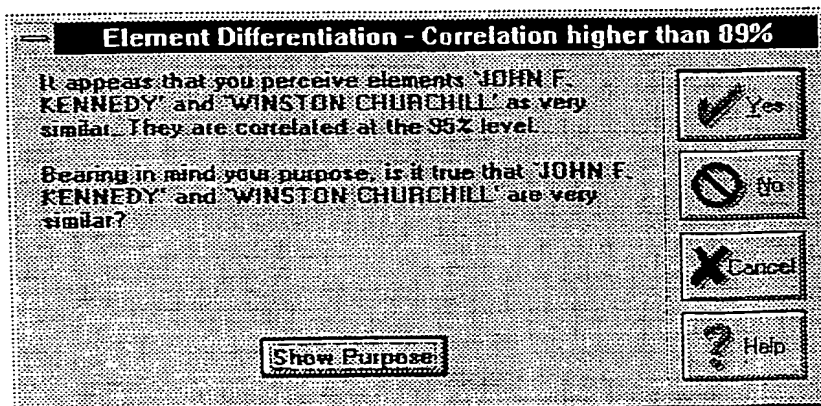 Element Differentiation - Correlation higher than 89%
It appears that you perceive elements 'JOHN F.
KENNEDY' and 'WINSTON CHURCHILL' as very
similar. They are correlated at the 95% level.
Bearing in mind your purpose, is it true that 'JOHN F.
KENNEDY' and 'WINSTON CHURCHILL' are very
similar?
Yes
No
Cancel
Help
Show Purpose